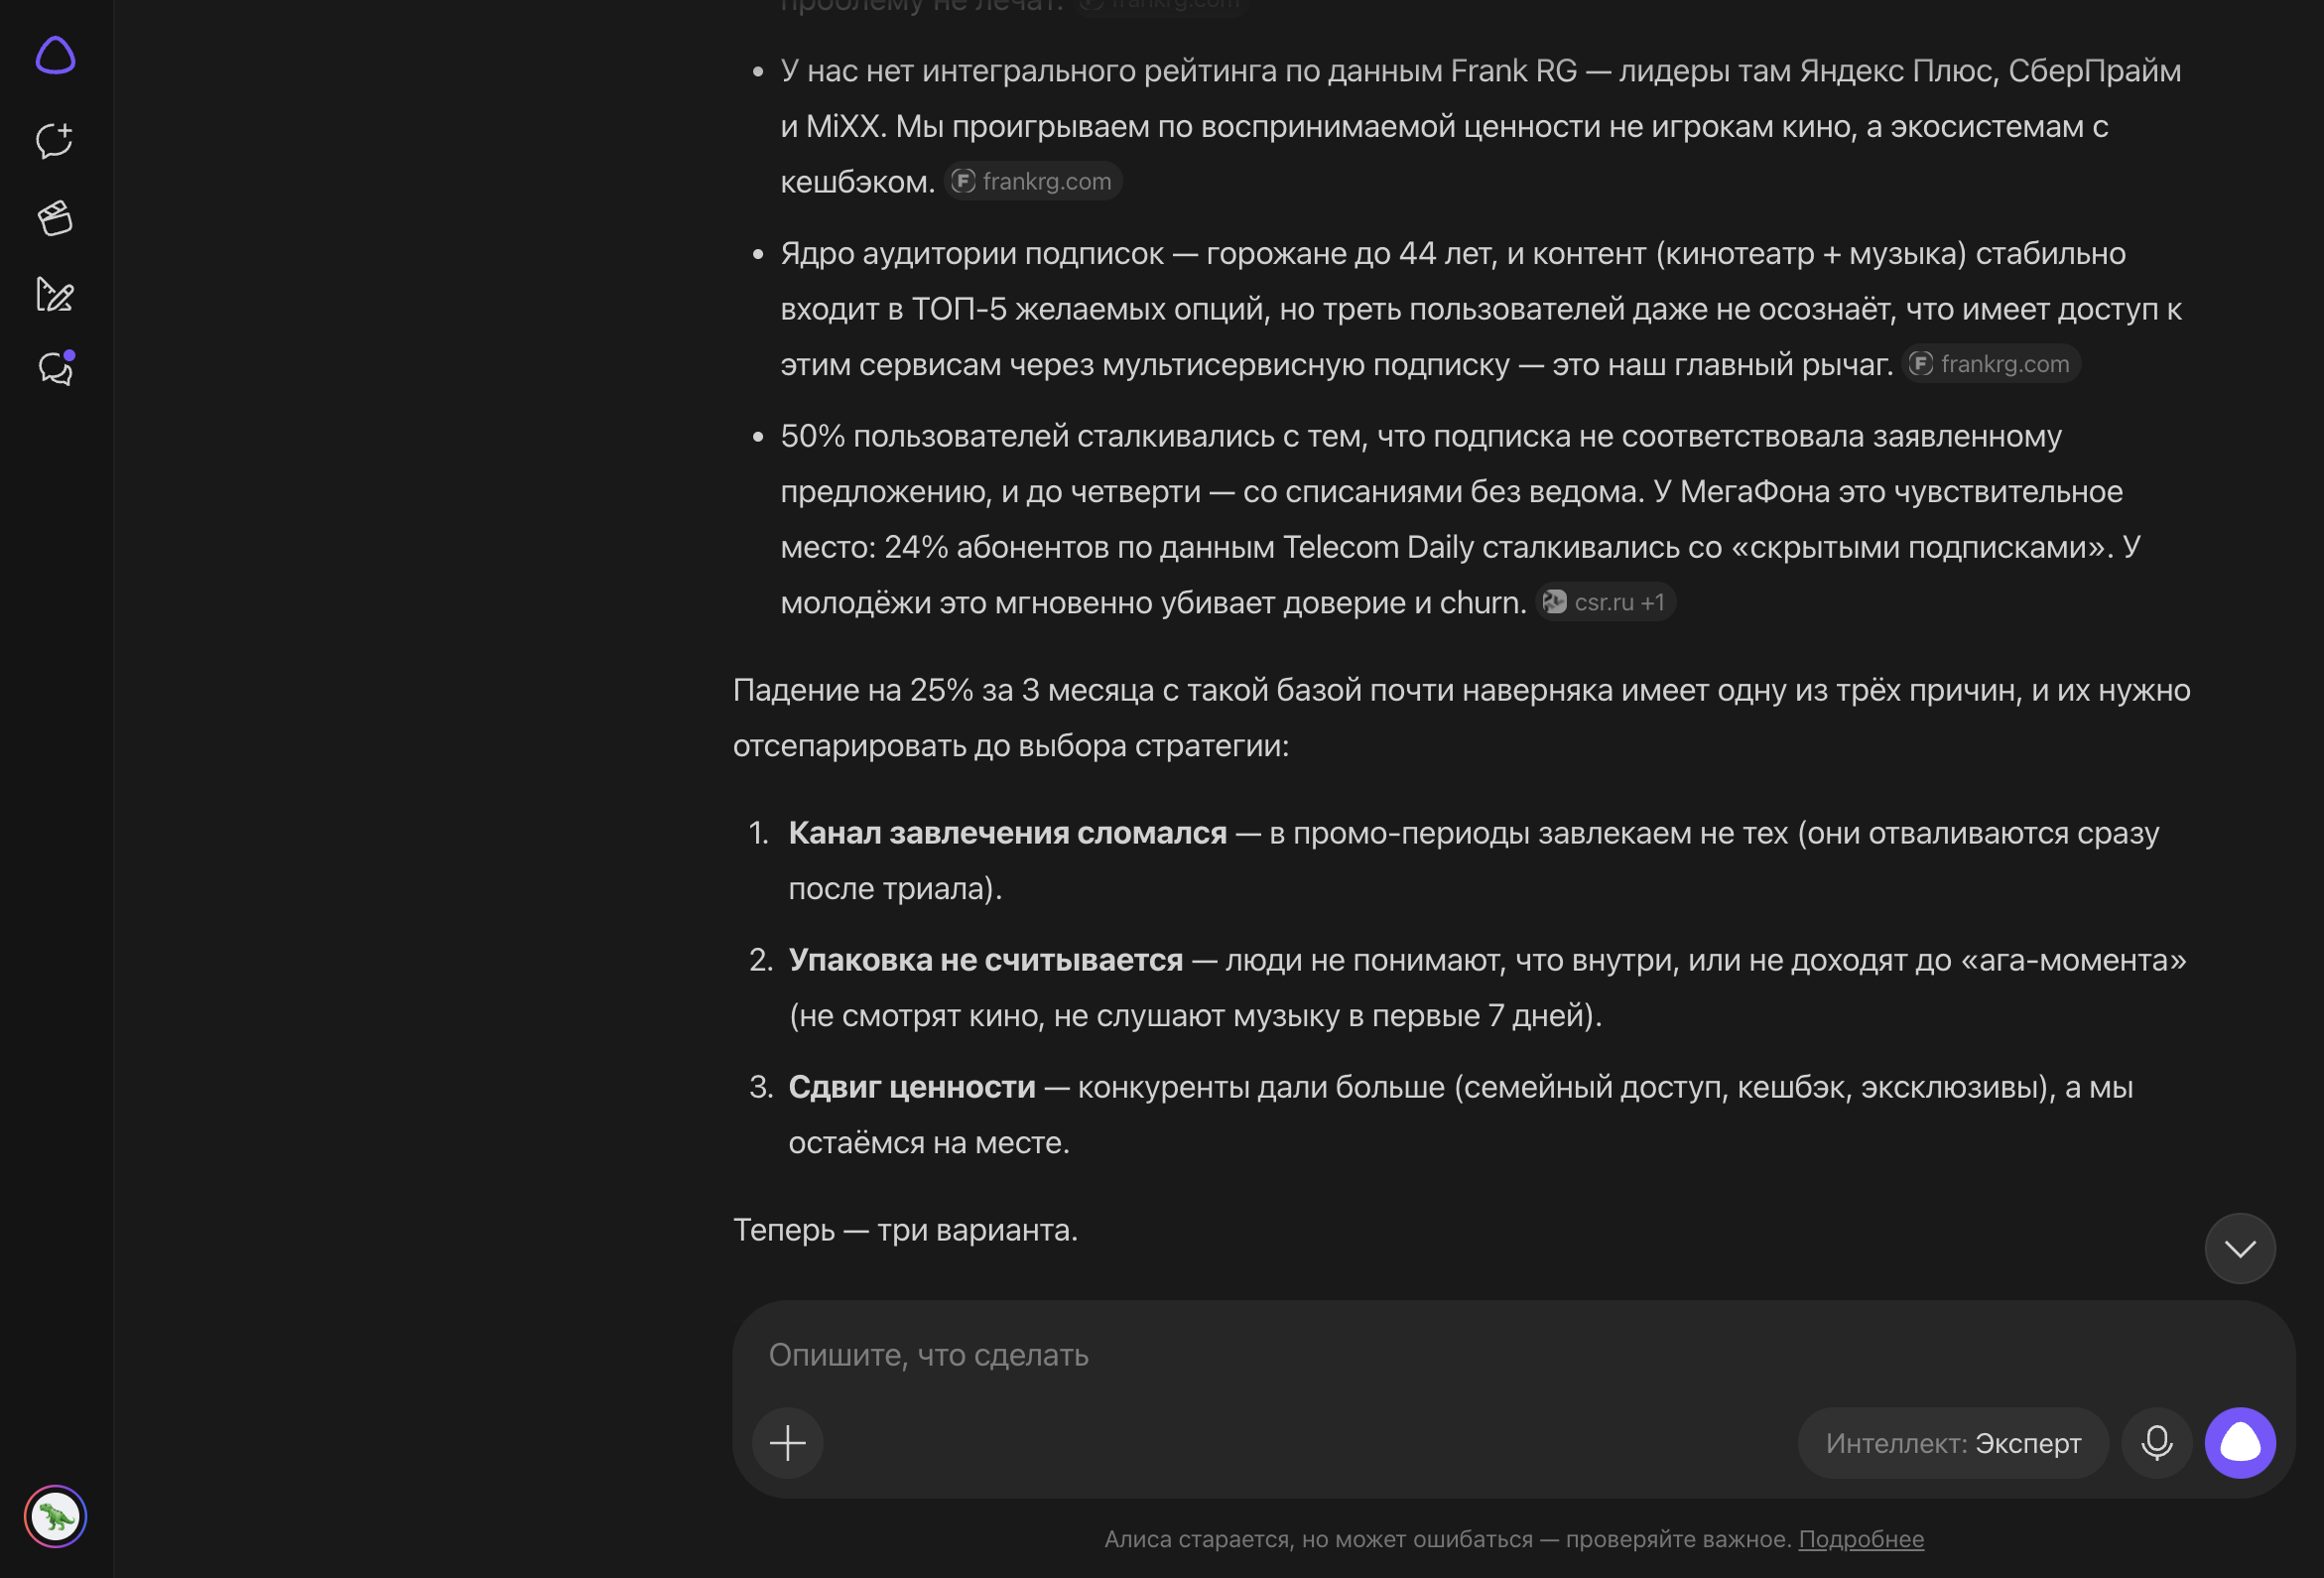 проблему не лечат. frankrg.com
• У нас нет интегрального рейтинга по данным Frank RG — лидеры там Яндекс Плюс, СберПрайм
и MiXX. Мы проигрываем по воспринимаемой ценности не игрокам кино, а экосистемам с
кешбэком. F frankrg.com
• Ядро аудитории подписок — горожане до 44 лет, и контент (кинотеатр + музыка) стабильно
входит в ТОП-5 желаемых опций, но треть пользователей даже не осознаёт, что имеет доступ к
этим сервисам через мультисервисную подписку — это наш главный рычаг. F frankrg.com
• 50% пользователей сталкивались с тем, что подписка не соответствовала заявленному
предложению, и до четверти — со списаниями без ведома. У МегаФона это чувствительное
место: 24% абонентов по данным Telecom Daily сталкивались со «скрытыми подписками». У
молодёжи это мгновенно убивает доверие и churn. csr.ru +1
Падение на 25% за 3 месяца с такой базой почти наверняка имеет одну из трёх причин, и их нужно
отсепарировать до выбора стратегии:
1. Канал завлечения сломался — в промо-периоды завлекаем не тех (они отваливаются сразу
после триала).
2. Упаковка не считывается — люди не понимают, что внутри, или не доходят до «ага-момента»
(не смотрят кино, не слушают музыку в первые 7 дней).
3. Сдвиг ценности — конкуренты дали больше (семейный доступ, кешбэк, эксклюзивы), а мы
остаёмся на месте.
Теперь — три варианта.
Опишите, что сделать
Интеллект: Эксперт
Алиса старается, но может ошибаться — проверяйте важное. Подробнее